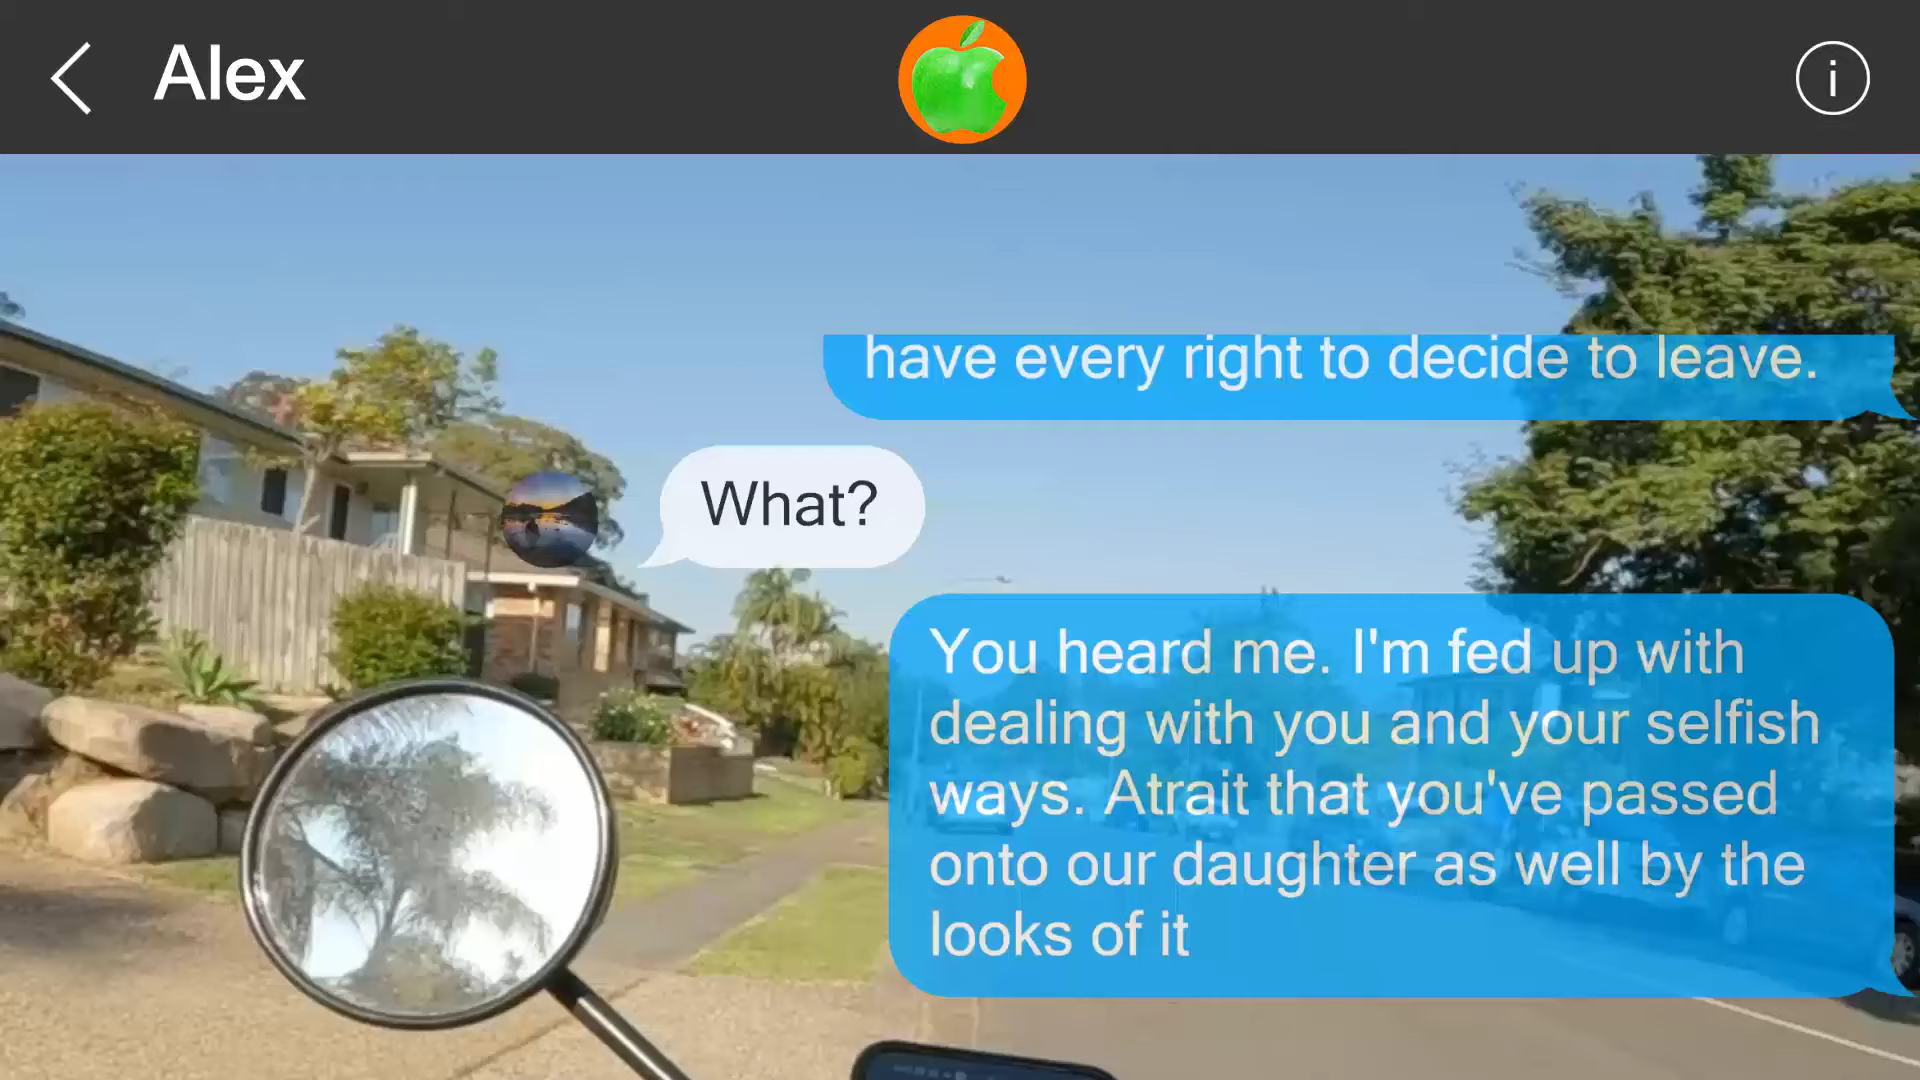 Alex
i
have every right to decide to leave.
What?
You heard me. I'm fed up with
dealing with you and your selfish
ways. Atrait that you've passed
onto our daughter as well by the
looks of it